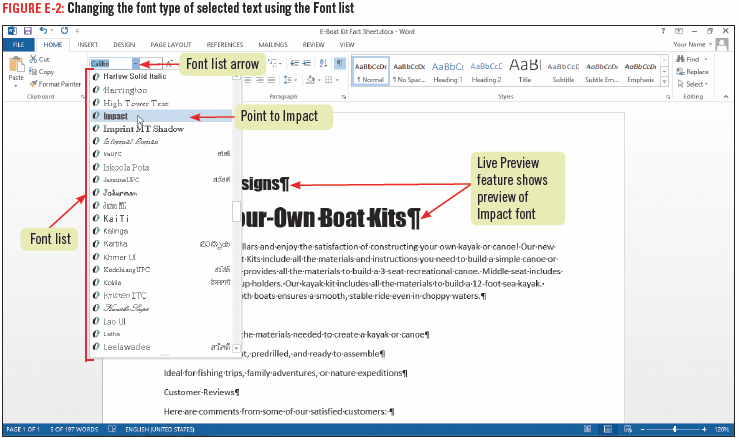 FIGURE E-2: Changing the font type of selected text using the Font list
E-Boat Kit Fact Sheet.docx - Word
FILE HOME INSERT DESIGN PAGE LAYOUT REFERENCES MAILINGS REVIEW VIEW Your Name
Cut
Copy
Format Painter
Paste
Clipboard
Calibri
Font list arrow
Paragraph
AaBbCcDc AaBbCcDc AaBbCc AaBbCc AaBl AaBbCcD AaBbCcDc AaBbCcDc
¶ Normal ¶ No Spac... Heading 1 Heading 2 Title Subtitle Subtle Em... Emphasis
Styles
Find
Replace
Select
Editing
Harlow Solid Italic
Harrington
High Tower Text
Impact
Point to Impact
Imprint MT Shadow
Informal Roman
IrisUPC สวัสดี
Iskoola Pota
JasmineUPC สวัสดี
Jokerman
KaiTi
Kalinga
Kartika
Khmer UI
KodchiangUPC สวัสดี
Kokila देवनागरी
Kristen ITC
Kunstler Script
Lao UI
Latha
Leelawadee สวัสดี
Font list
signs¶
our-Own·Boat·Kits¶
Live Preview
feature shows
preview of
Impact font
llars·and·enjoy·the·satisfaction·of·constructing·your·own·kayak·or·canoe!·Our·new·
Kits·include·all·the·materials·and·instructions·you·need·to·build·a·simple·canoe·or·
provides·all·the·materials·to·build·a·3-seat·recreational·canoe.·Middle·seat·includes·
up·holders.·Our·kayak·kit·includes·all·the·materials·to·build·a·12-foot·sea·kayak.·
th·boats·ensures·a·smooth,·stable·ride·even·in·choppy·waters.¶
he·materials·needed·to·create·a·kayak·or·canoe¶
t,·predrilled,·and·ready·to·assemble¶
Ideal·for·fishing·trips,·family·adventures,·or·nature·expeditions¶
Customer·Reviews¶
Here·are·comments·from·some·of·our·satisfied·customers:·¶
PAGE 1 OF 1 5 OF 197 WORDS ENGLISH (UNITED STATES) 120%